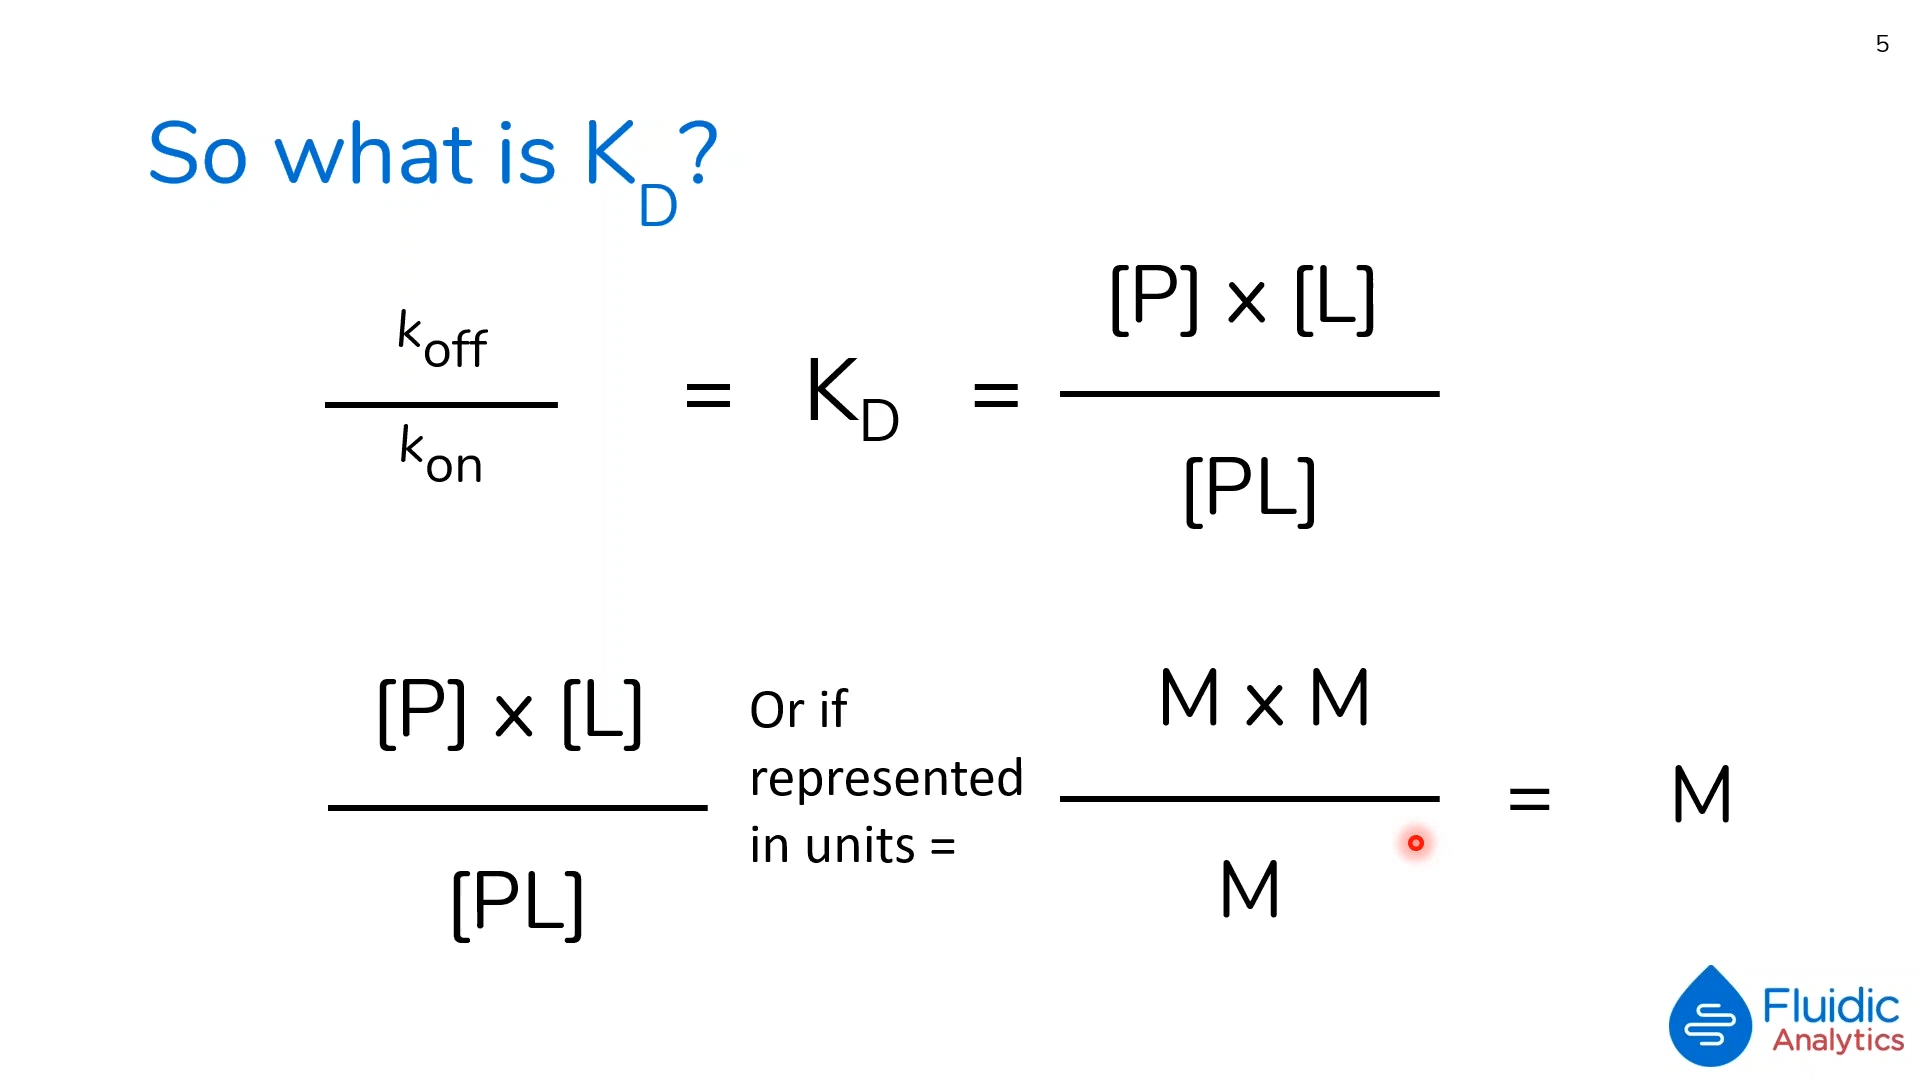 5
So what is K_D?
k_off
k_on
= K_D =
[P] x [L]
[PL]
[P] x [L]
[PL]
Or if
represented
in units =
M x M
M
= M
Fluidic
Analytics